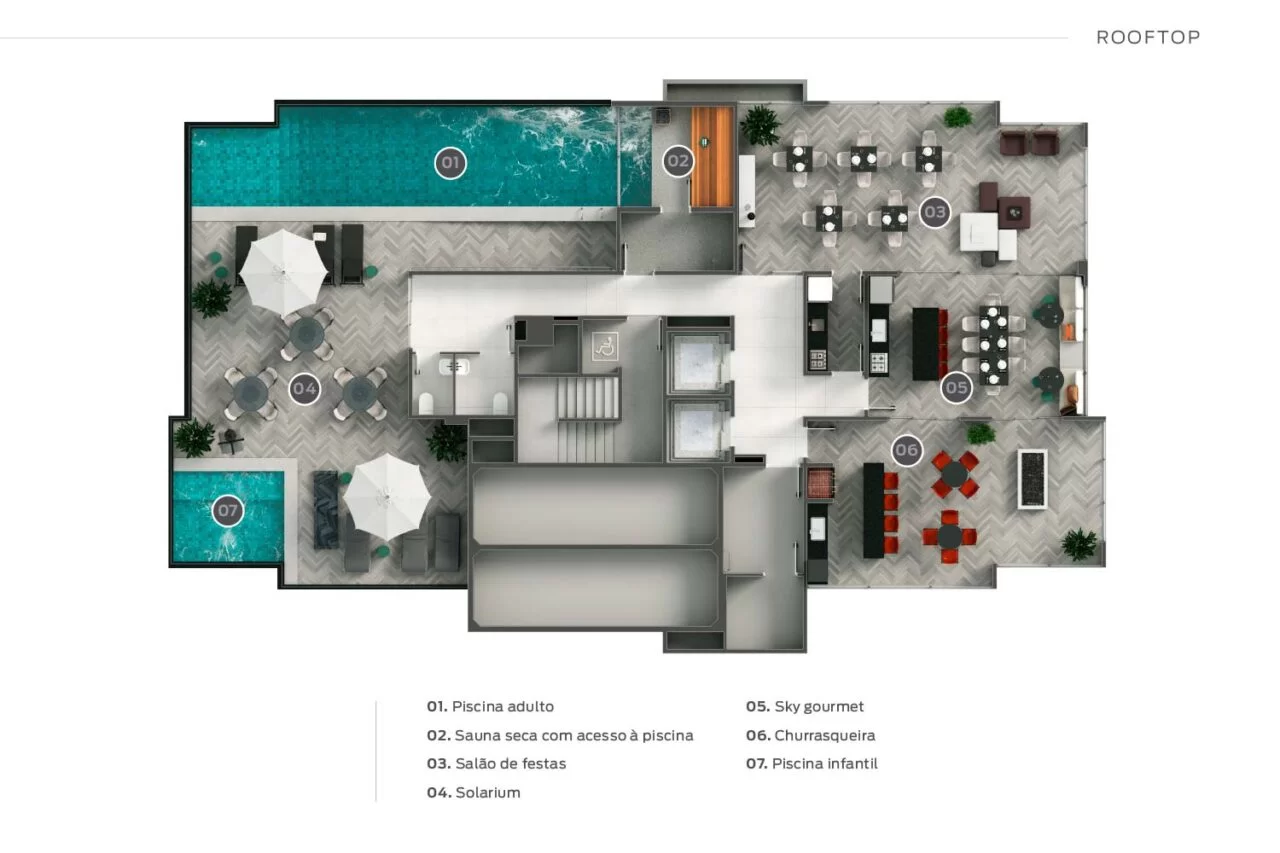 ROOFTOP
01
02
03
04
05
06
07
01. Piscina adulto
02. Sauna seca com acesso à piscina
03. Salão de festas
04. Solarium
05. Sky gourmet
06. Churrasqueira
07. Piscina infantil